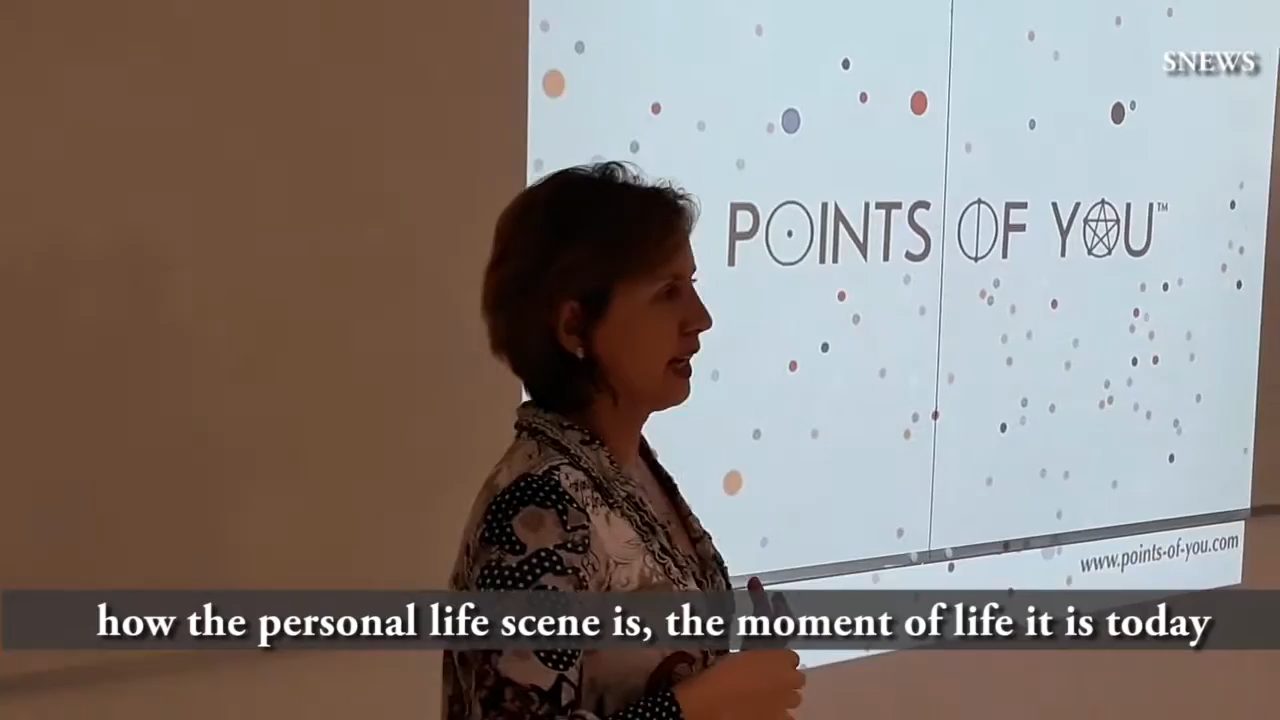 SNEWS
POINTS OF YOU™
www.points-of-you.com
how the personal life scene is, the moment of life it is today